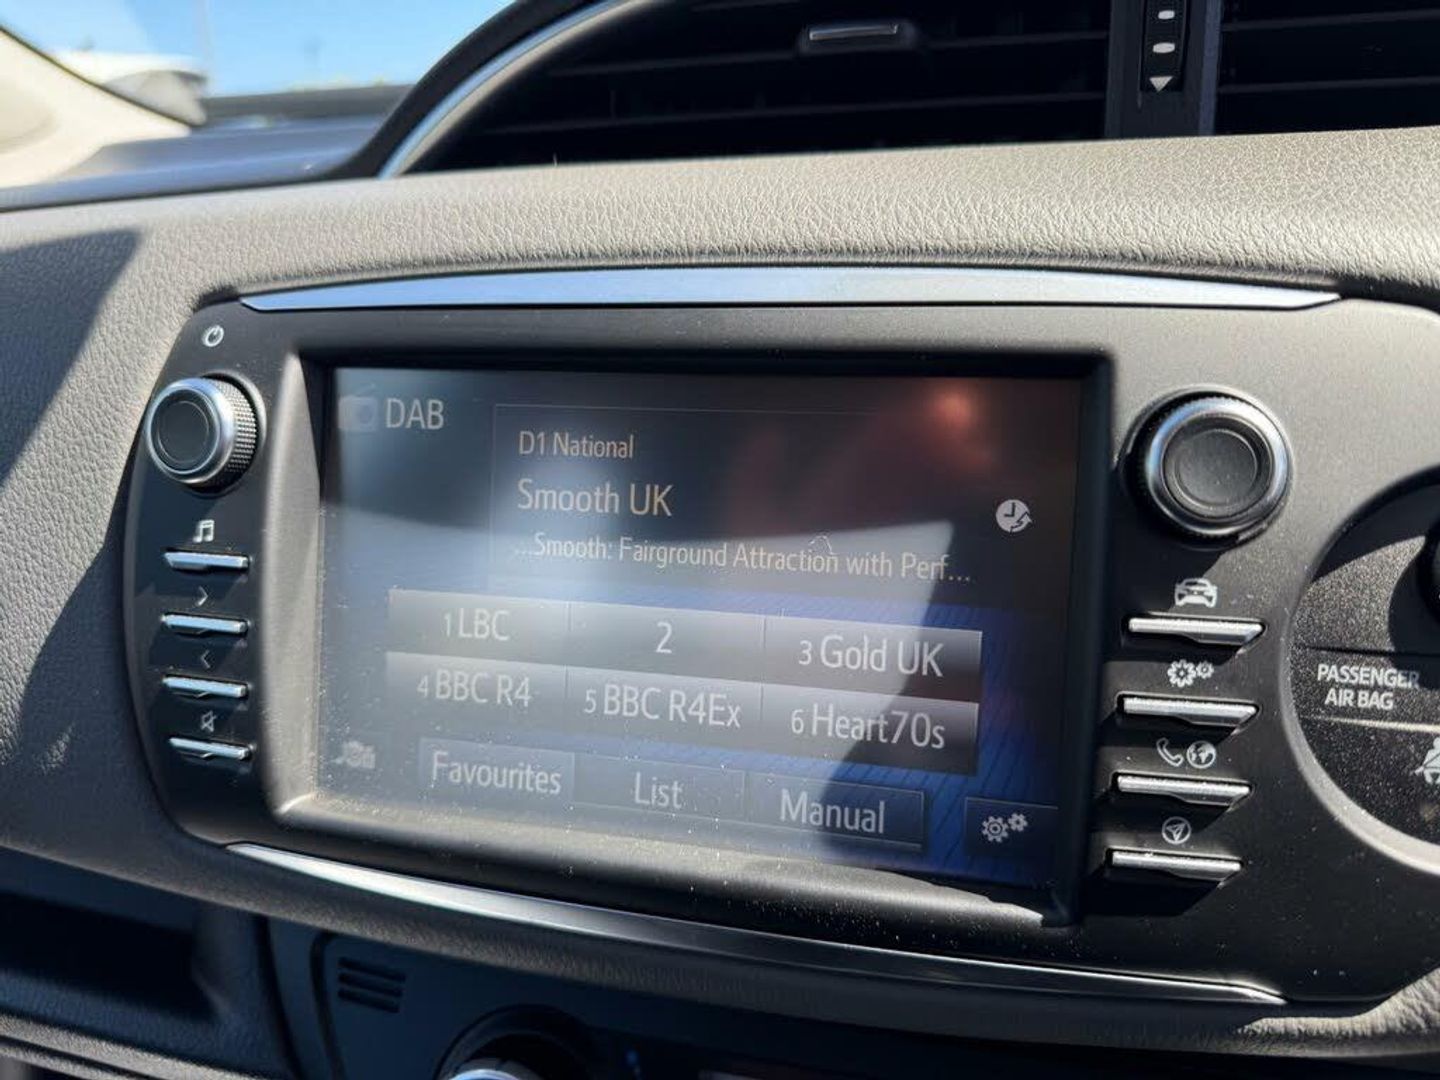 DAB
D1 National
Smooth UK
...Smooth: Fairground Attraction with Perf...
1 LBC
2
3 Gold UK
4 BBC R4
5 BBC R4Ex
6 Heart70s
Favourites
List
Manual
PASSENGER
AIR BAG